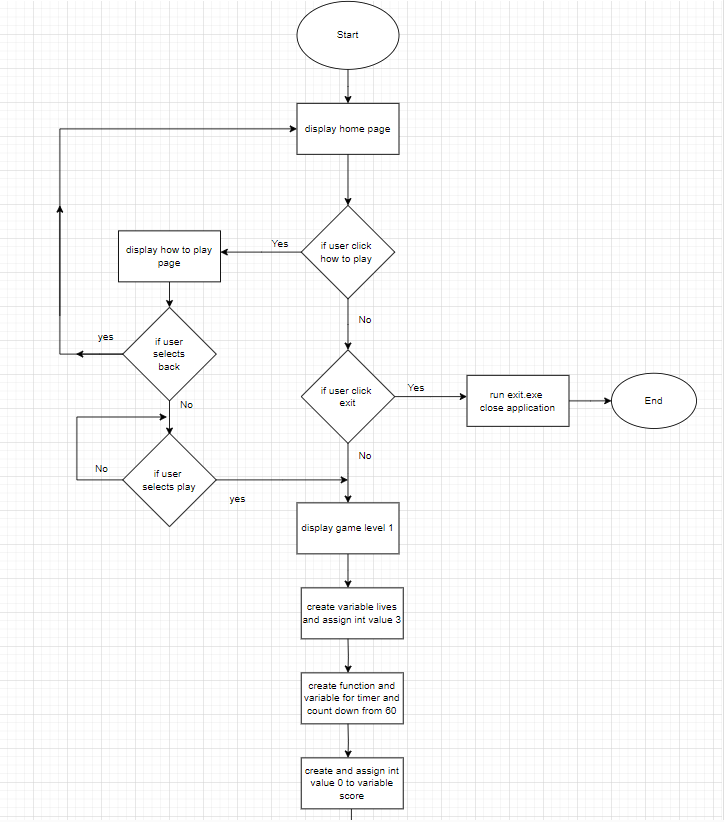 Start
display home page
if user click
how to play
Yes
display how to play
page
No
yes
if user
selects
back
if user click
exit
Yes
run exit.exe
close application
End
No
No
if user
selects play
No
yes
display game level 1
create variable lives
and assign int value 3
create function and
variable for timer and
count down from 60
create and assign int
value 0 to variable
score